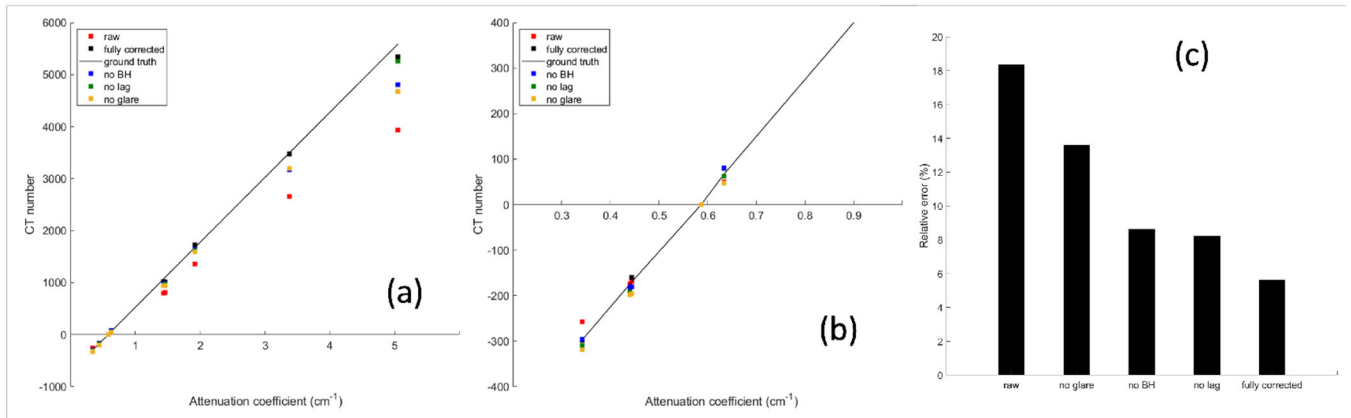 6000
5000
4000
3000
2000
1000
0
-1000
CT number
raw
fully corrected
ground truth
no BH
no lag
no glare
1 2 3 4 5
Attenuation coefficient (cm⁻¹)
(a)
400
300
200
100
0
-100
-200
-300
-400
CT number
raw
fully corrected
ground truth
no BH
no lag
no glare
0.3 0.4 0.5 0.6 0.7 0.8 0.9
Attenuation coefficient (cm⁻¹)
(b)
20
18
16
14
12
10
8
6
4
2
0
Relative error (%)
(c)
raw no glare no BH no lag fully corrected